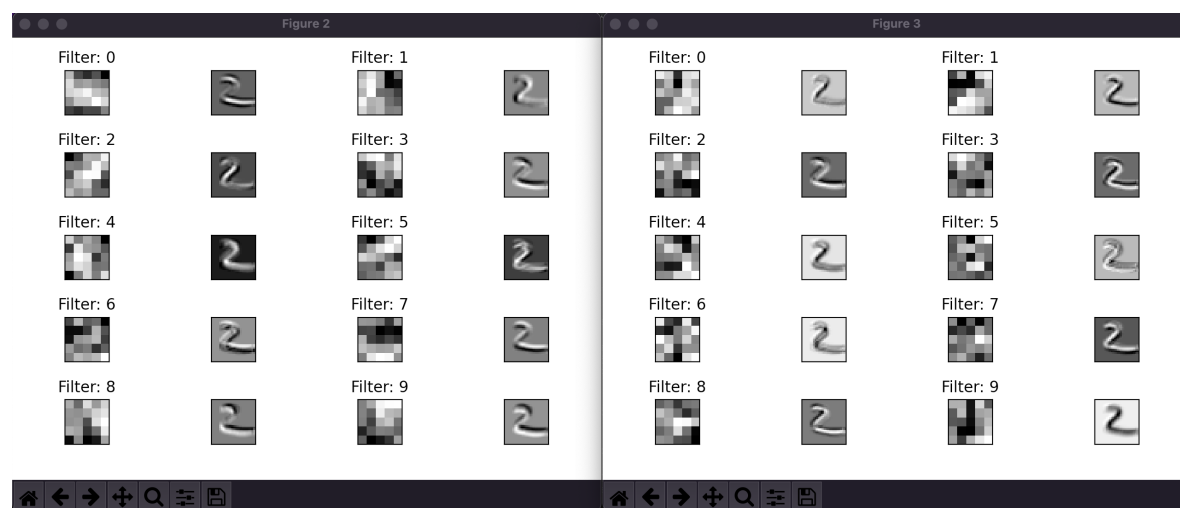 Figure 2
Filter: 0
Filter: 1
Filter: 2
Filter: 3
Filter: 4
Filter: 5
Filter: 6
Filter: 7
Filter: 8
Filter: 9
Figure 3
Filter: 0
Filter: 1
Filter: 2
Filter: 3
Filter: 4
Filter: 5
Filter: 6
Filter: 7
Filter: 8
Filter: 9